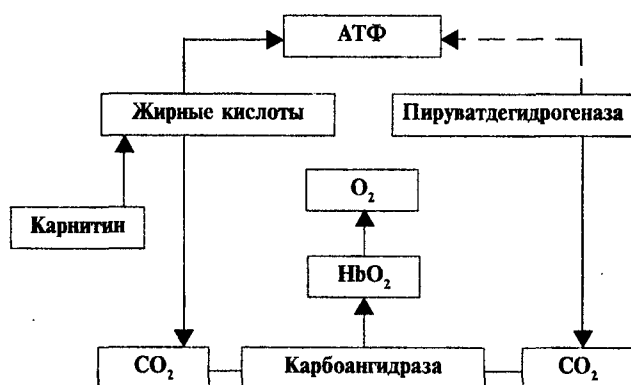 АТФ
Жирные кислоты
Пируватдегидрогеназа
O₂
Карнитин
HbO₂
CO₂
Карбоангидраза
CO₂